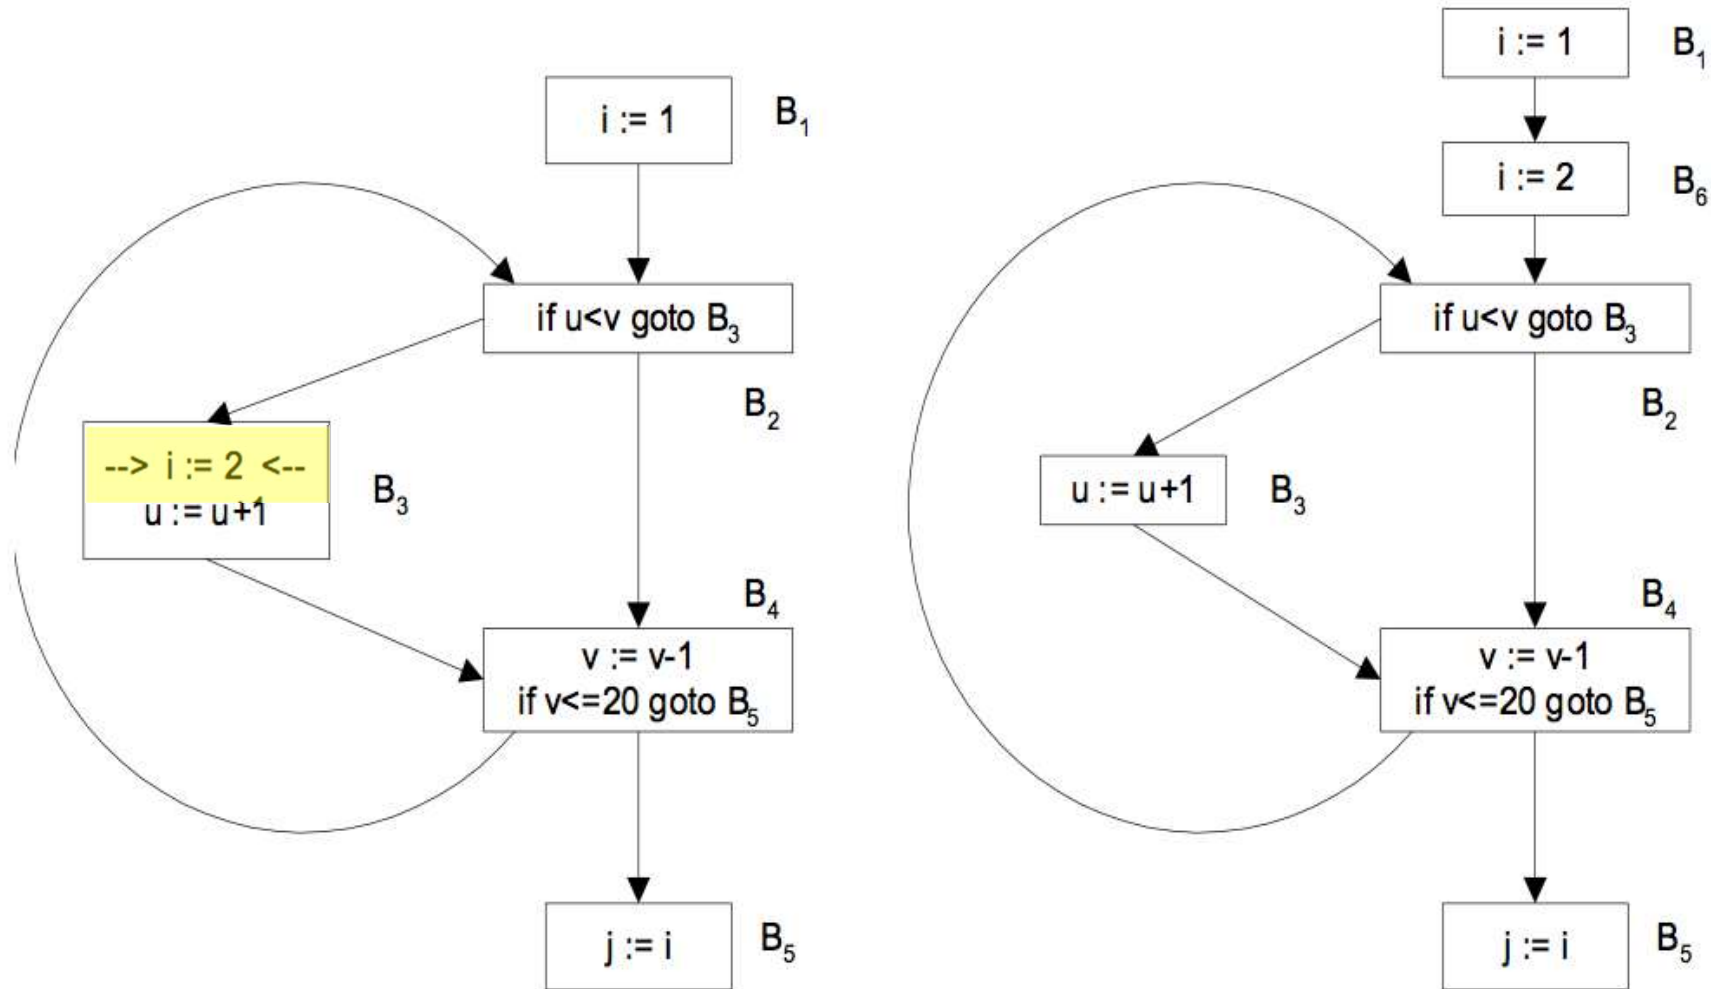 i := 1
B1
if u<v goto B3
B2
--> i := 2 <--
u := u+1
B3
B4
v := v-1
if v<=20 goto B5
j := i
B5
i := 1
B1
i := 2
B6
if u<v goto B3
B2
u := u+1
B3
B4
v := v-1
if v<=20 goto B5
j := i
B5